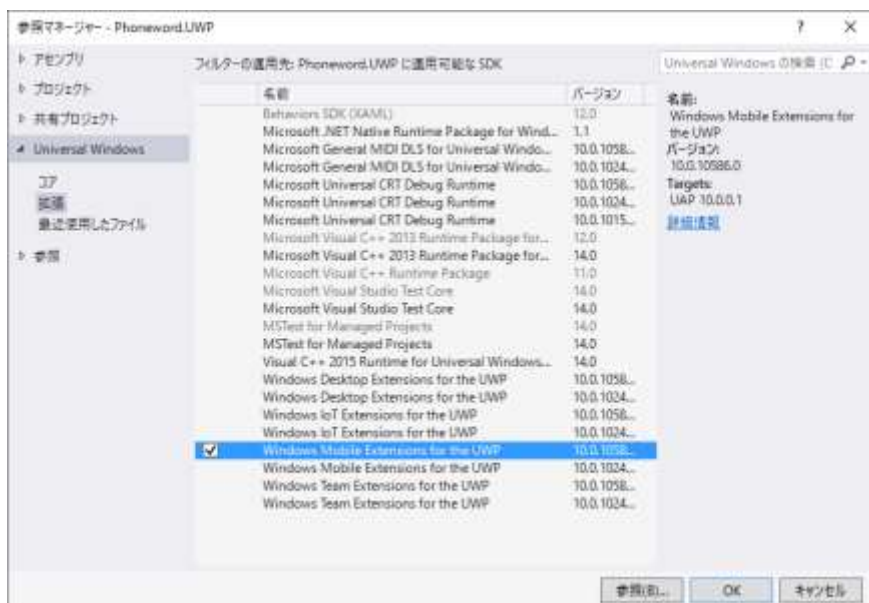 参照マネージャー - Phoneword.UWP
? ×
アセンブリ
プロジェクト
共有プロジェクト
Universal Windows
コア
拡張
最近使用したファイル
参照
フィルターの適用先: Phoneword.UWP に適用可能な SDK
Universal Windows の検索 (C
名前 バージョン
Behaviors SDK (XAML) 12.0
Microsoft .NET Native Runtime Package for Wind... 1.1
Microsoft General MIDI DLS for Universal Windo... 10.0.1058...
Microsoft General MIDI DLS for Universal Windo... 10.0.1024...
Microsoft Universal CRT Debug Runtime 10.0.1058...
Microsoft Universal CRT Debug Runtime 10.0.1024...
Microsoft Universal CRT Debug Runtime 10.0.1015...
Microsoft Visual C++ 2013 Runtime Package for... 12.0
Microsoft Visual C++ 2013 Runtime Package for... 14.0
Microsoft Visual C++ Runtime Package 11.0
Microsoft Visual Studio Test Core 14.0
Microsoft Visual Studio Test Core 14.0
MSTest for Managed Projects 14.0
MSTest for Managed Projects 14.0
Visual C++ 2015 Runtime for Universal Windows... 14.0
Windows Desktop Extensions for the UWP 10.0.1058...
Windows Desktop Extensions for the UWP 10.0.1024...
Windows IoT Extensions for the UWP 10.0.1058...
Windows IoT Extensions for the UWP 10.0.1024...
Windows Mobile Extensions for the UWP 10.0.1058...
Windows Mobile Extensions for the UWP 10.0.1024...
Windows Team Extensions for the UWP 10.0.1058...
Windows Team Extensions for the UWP 10.0.1024...
名前:
Windows Mobile Extensions for
the UWP
バージョン:
10.0.10586.0
Targets:
UAP 10.0.0.1
詳細情報
参照(B)...
OK
キャンセル